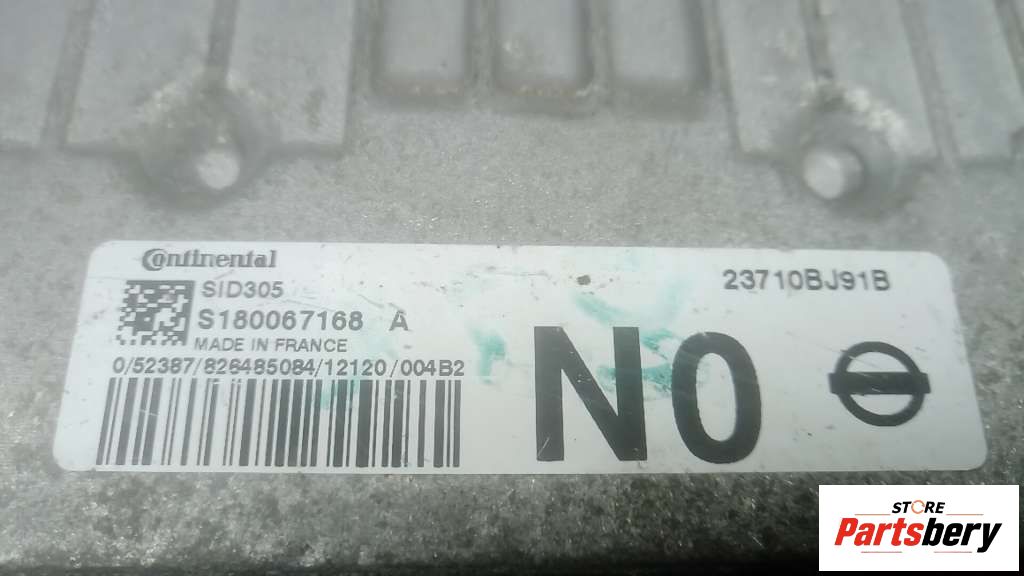 Continental
SID305
S180067168 A
MADE IN FRANCE
0/52387/826485084/12120/004B2
23710BJ91B
N0
STORE
Partsbery